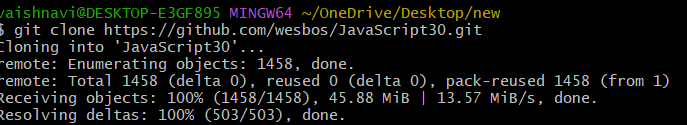 vaishnavi@DESKTOP-E3GF895 MINGW64 ~/OneDrive/Desktop/new
$ git clone https://github.com/wesbos/JavaScript30.git
Cloning into 'JavaScript30'...
remote: Enumerating objects: 1458, done.
remote: Total 1458 (delta 0), reused 0 (delta 0), pack-reused 1458 (from 1)
Receiving objects: 100% (1458/1458), 45.88 MiB | 13.57 MiB/s, done.
Resolving deltas: 100% (503/503), done.